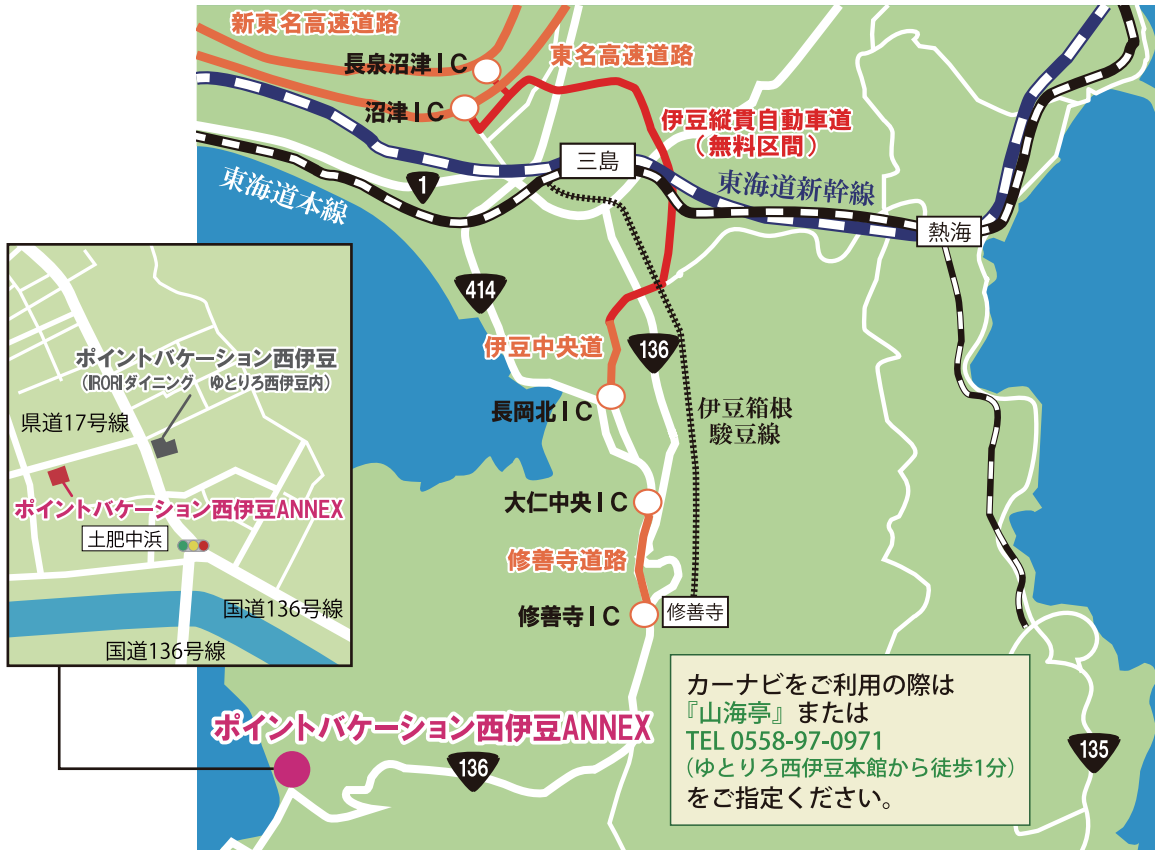 新東名高速道路
長泉沼津IC
東名高速道路
沼津IC
伊豆縦貫自動車道
(無料区間)
三島
東海道新幹線
東海道本線
1
熱海
414
伊豆中央道
136
長岡北IC
伊豆箱根
駿豆線
大仁中央IC
修善寺道路
修善寺IC
修善寺
ポイントバケーション西伊豆
(IRORIダイニング ゆとりろ西伊豆内)
県道17号線
ポイントバケーション西伊豆ANNEX
土肥中浜
国道136号線
国道136号線
ポイントバケーション西伊豆ANNEX
136
135
カーナビをご利用の際は
『山海亭』または
TEL 0558-97-0971
(ゆとりろ西伊豆本館から徒歩1分)
をご指定ください。